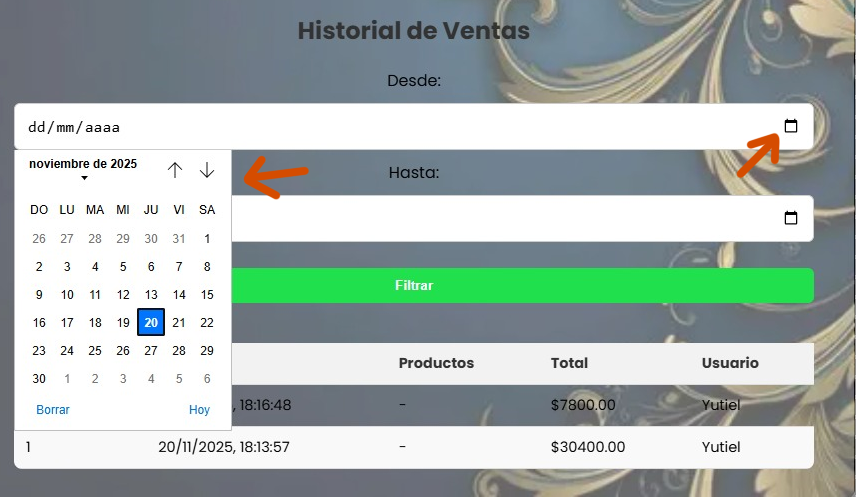 Historial de Ventas
Desde:
dd/mm/aaaa
noviembre de 2025
Hasta:
DO LU MA MI JU VI SA
26 27 28 29 30 31 1
2 3 4 5 6 7 8
9 10 11 12 13 14 15
16 17 18 19 20 21 22
23 24 25 26 27 28 29
30 1 2 3 4 5 6
Borrar Hoy
Filtrar
Productos Total Usuario
, 18:16:48 - $7800.00 Yutiel
1 20/11/2025, 18:13:57 - $30400.00 Yutiel